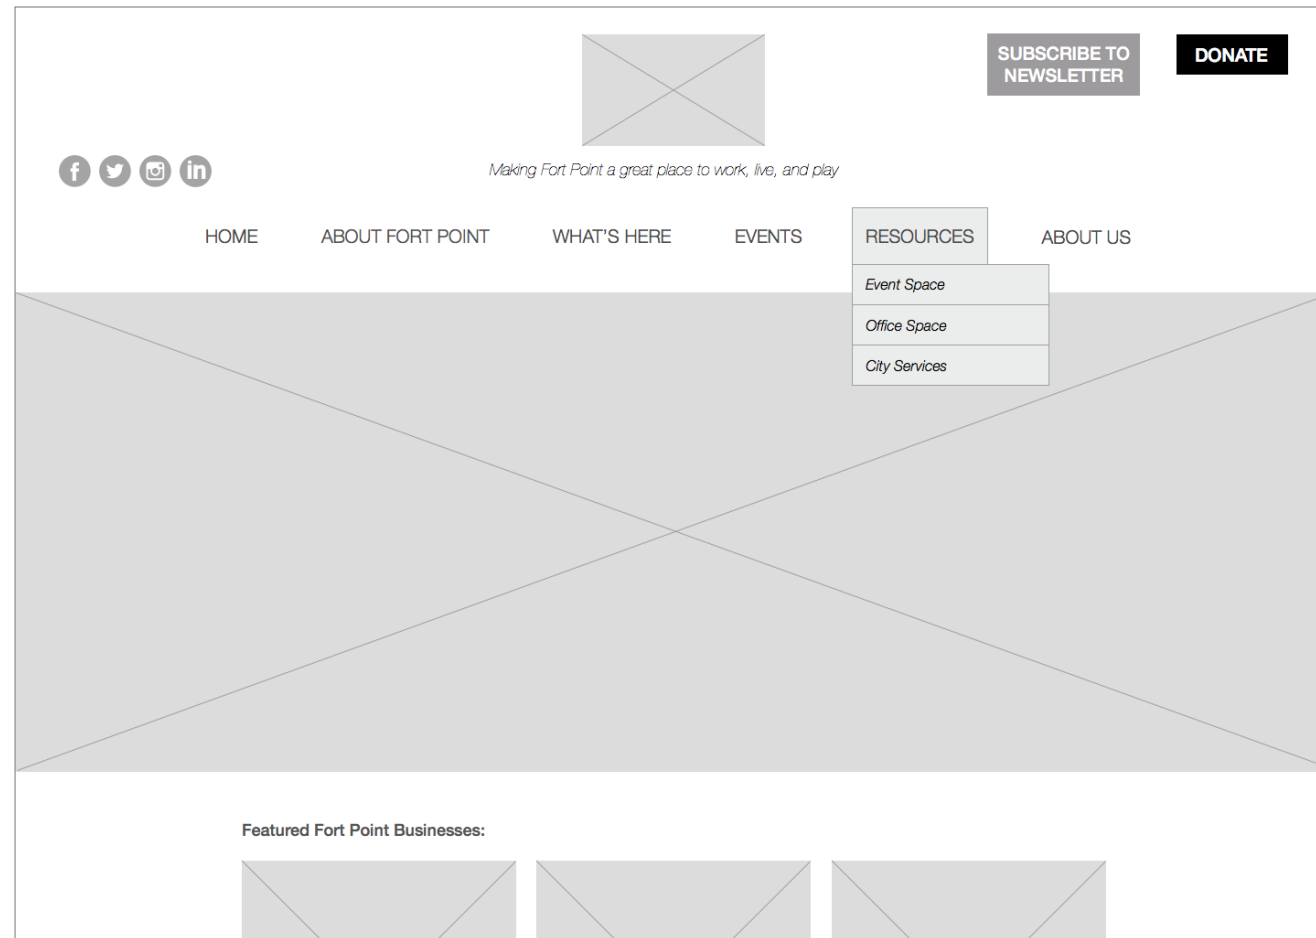 SUBSCRIBE TO
NEWSLETTER
DONATE
f
in
Making Fort Point a great place to work, live, and play
HOME
ABOUT FORT POINT
WHAT'S HERE
EVENTS
RESOURCES
ABOUT US
Event Space
Office Space
City Services
Featured Fort Point Businesses: